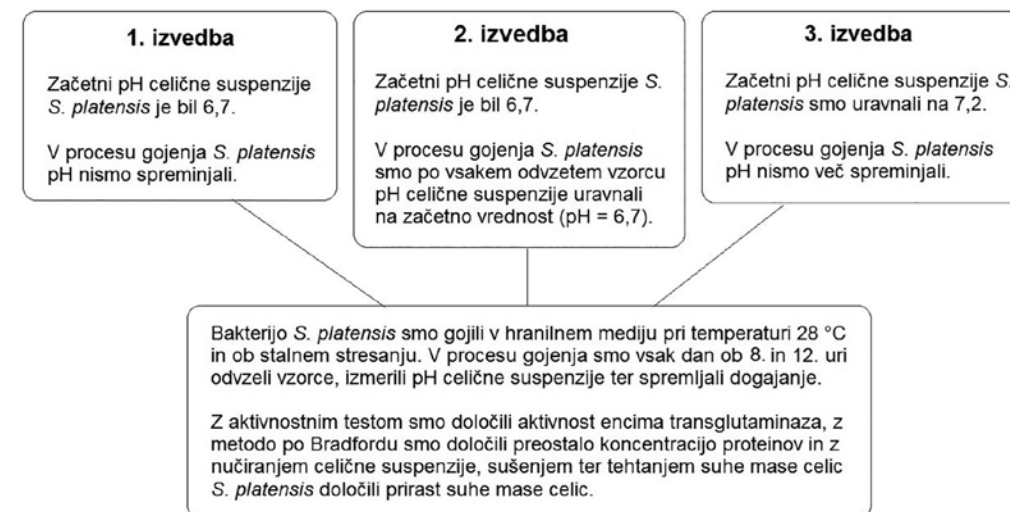 1. izvedba
Začetni pH celične suspenzije
S. platensis je bil 6,7.
V procesu gojenja S. platensis
pH nismo spreminjali.
2. izvedba
Začetni pH celične suspenzije S.
platensis je bil 6,7.
V procesu gojenja S. platensis
smo po vsakem odvzetem vzorcu
pH celične suspenzije uravnali
na začetno vrednost (pH = 6,7).
3. izvedba
Začetni pH celične suspenzije S.
platensis smo uravnali na 7,2.
V procesu gojenja S. platensis
pH nismo več spreminjali.
Bakterijo S. platensis smo gojili v hranilnem mediju pri temperaturi 28 °C
in ob stalnem stresanju. V procesu gojenja smo vsak dan ob 8. in 12. uri
odvzeli vzorce, izmerili pH celične suspenzije ter spremljali dogajanje.
Z aktivnostnim testom smo določili aktivnost encima transglutaminaza, z
metodo po Bradfordu smo določili preostalo koncentracijo proteinov in z
nučiranjem celične suspenzije, sušenjem ter tehtanjem suhe mase celic
S. platensis določili prirast suhe mase celic.